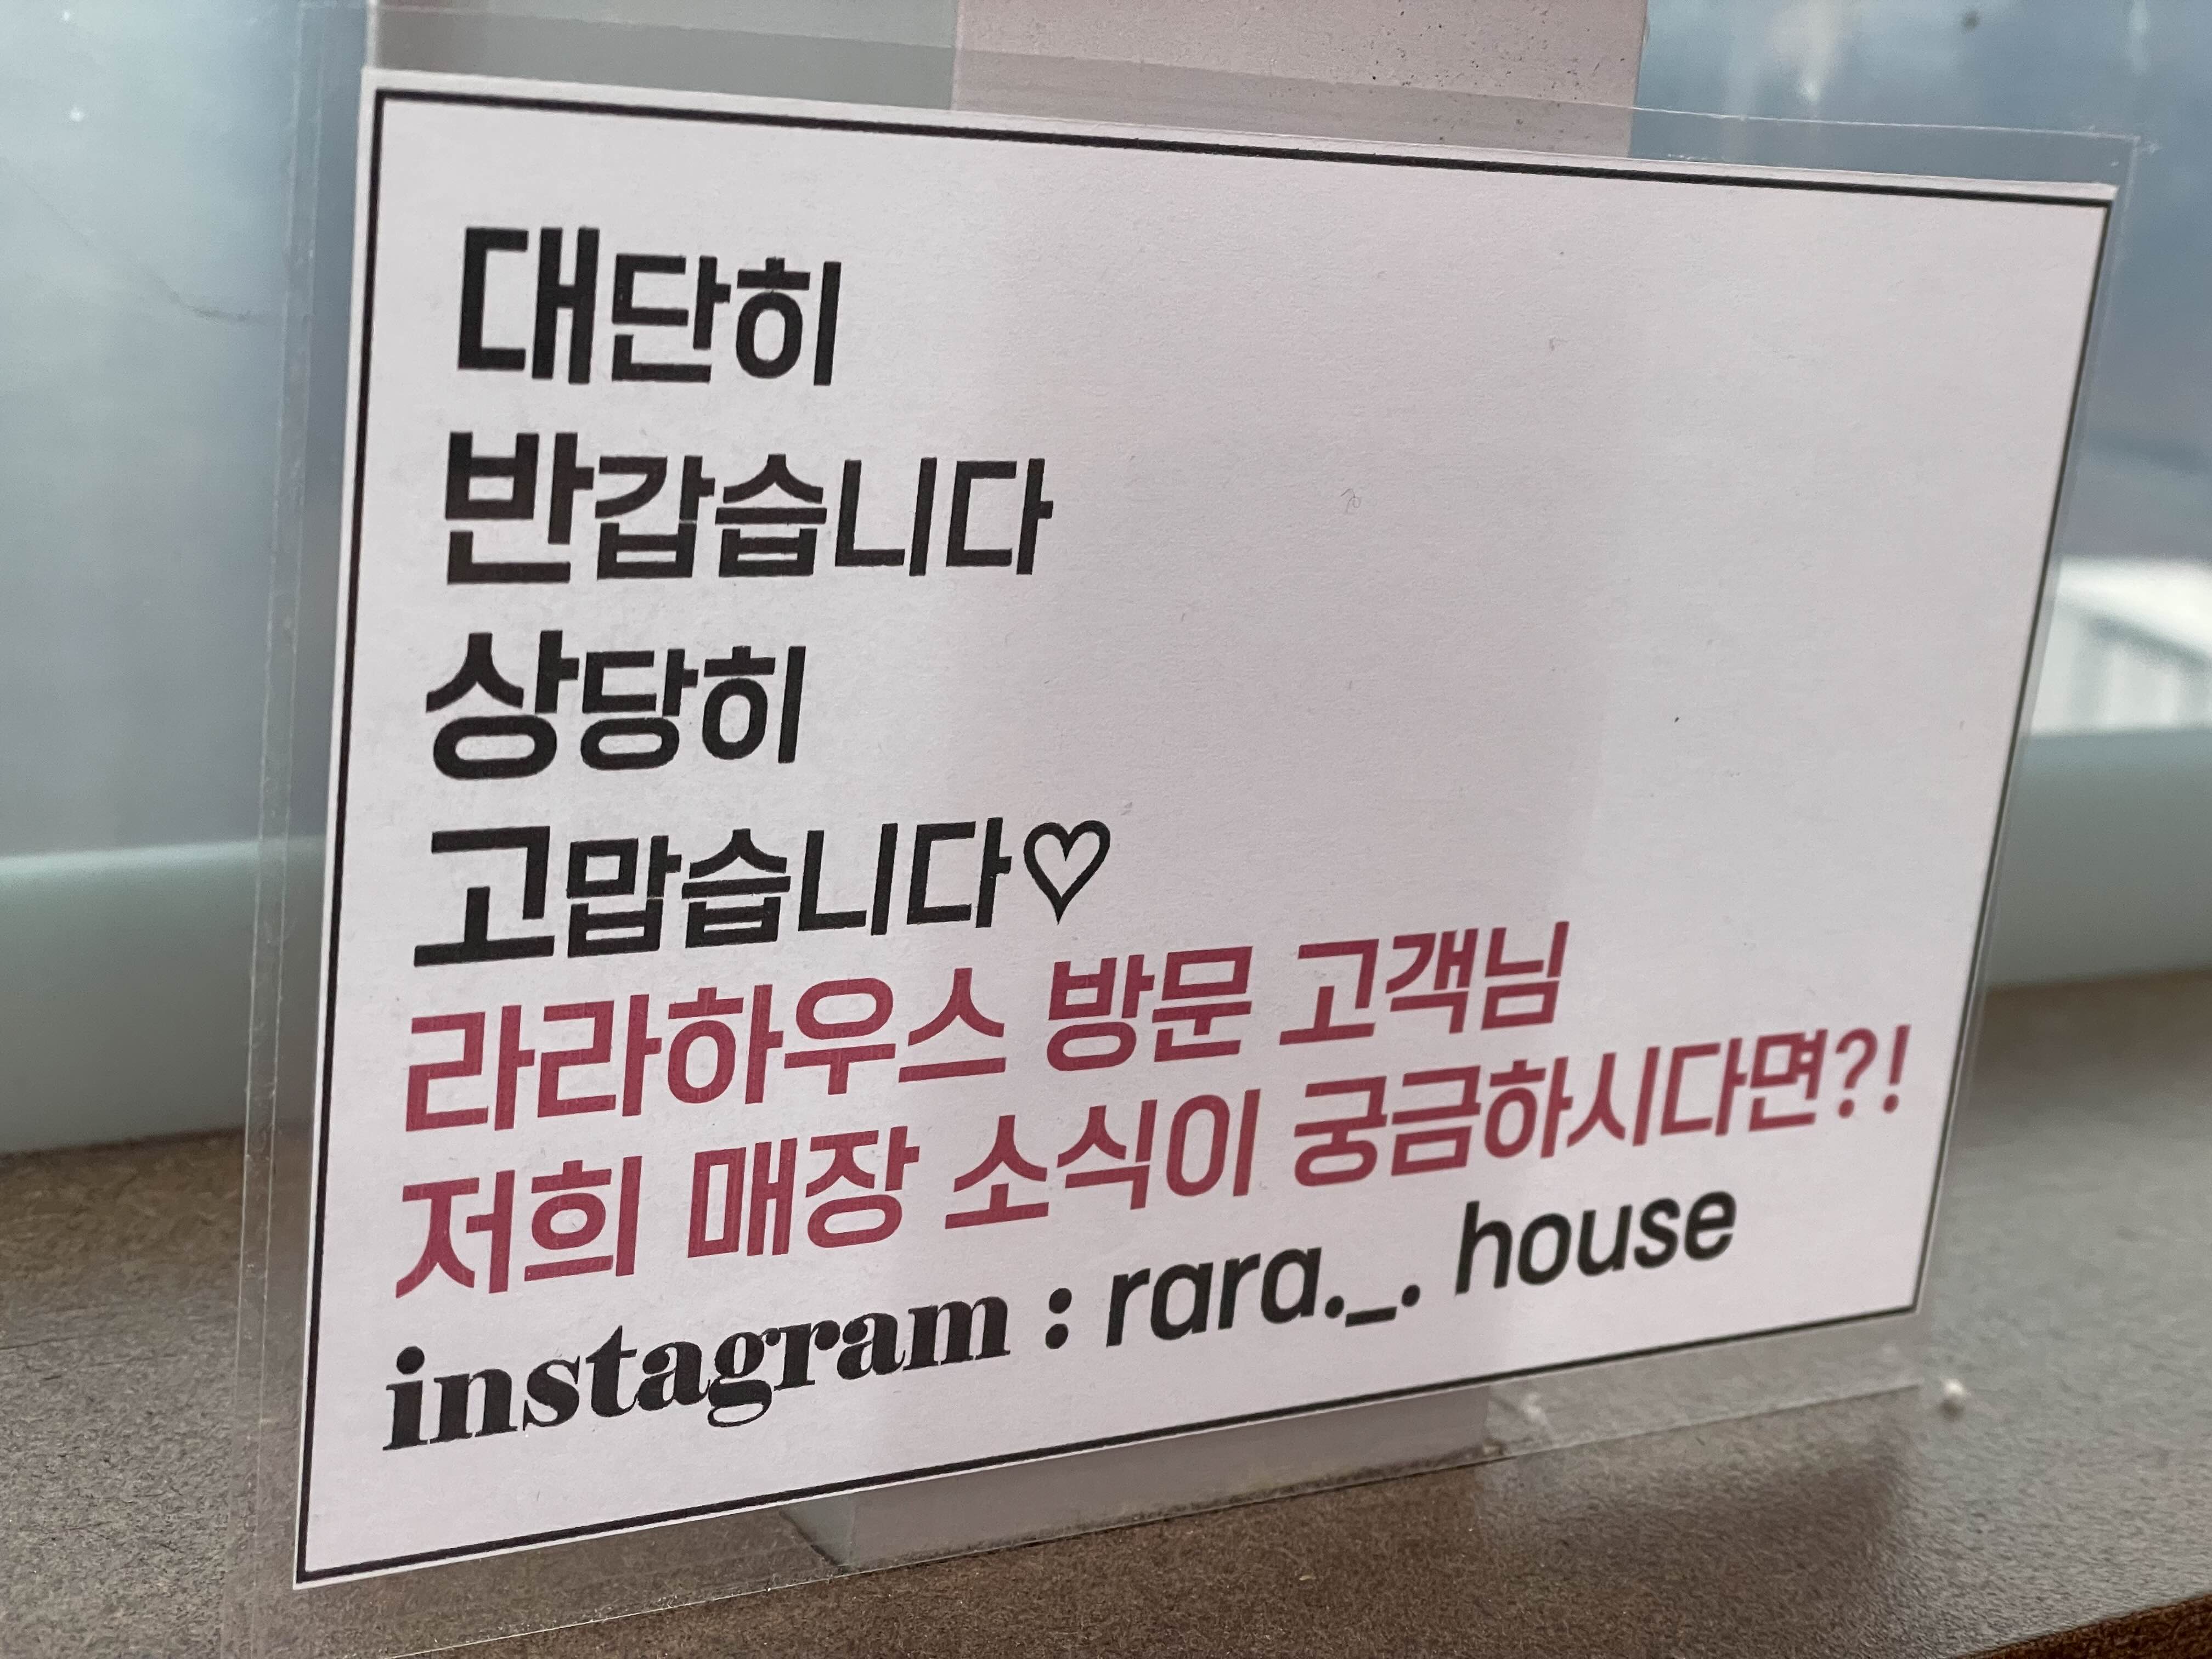 대단히
반갑습니다
상당히
고맙습니다♡
라라하우스 방문 고객님
저희 매장 소식이 궁금하시다면?!
instagram : rara._. house